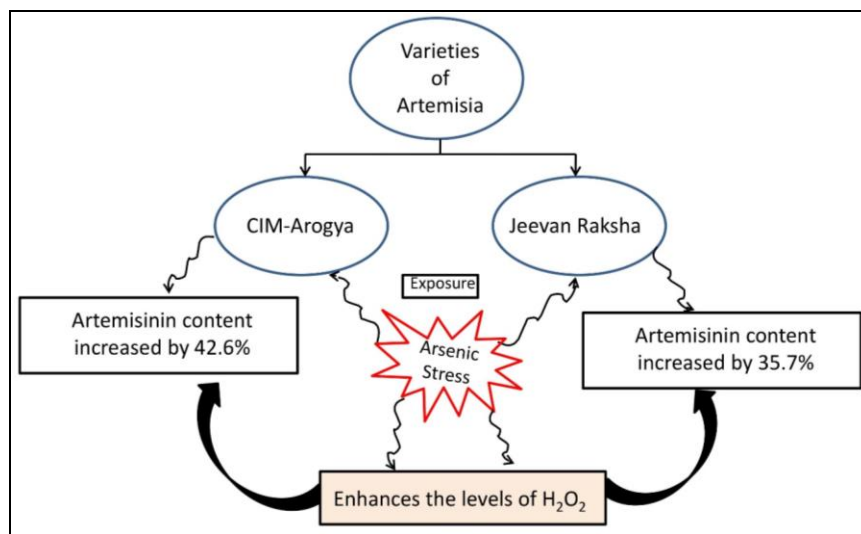 Varieties
of
Artemisia
CIM-Arogya
Jeevan Raksha
Exposure
Artemisinin content
increased by 42.6%
Arsenic
Stress
Artemisinin content
increased by 35.7%
Enhances the levels of H₂O₂